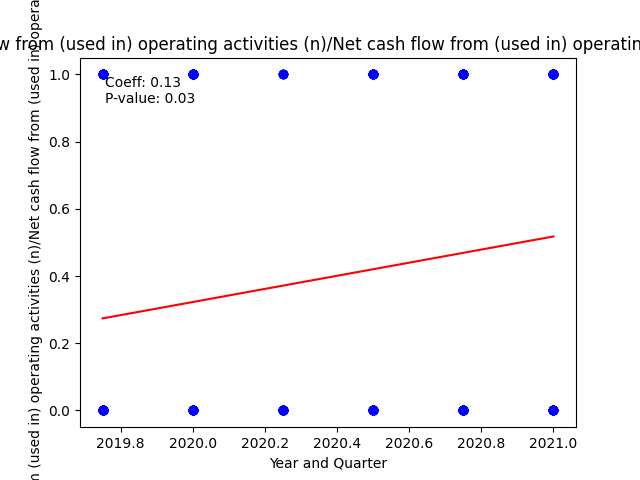 w from (used in) operating activities (n)/Net cash flow from (used in) operatin
m (used in) operating activities (n)/Net cash flow from (used in) opera
Coeff: 0.13
P-value: 0.03
1.0
0.8
0.6
0.4
0.2
0.0
2019.8 2020.0 2020.2 2020.4 2020.6 2020.8 2021.0
Year and Quarter